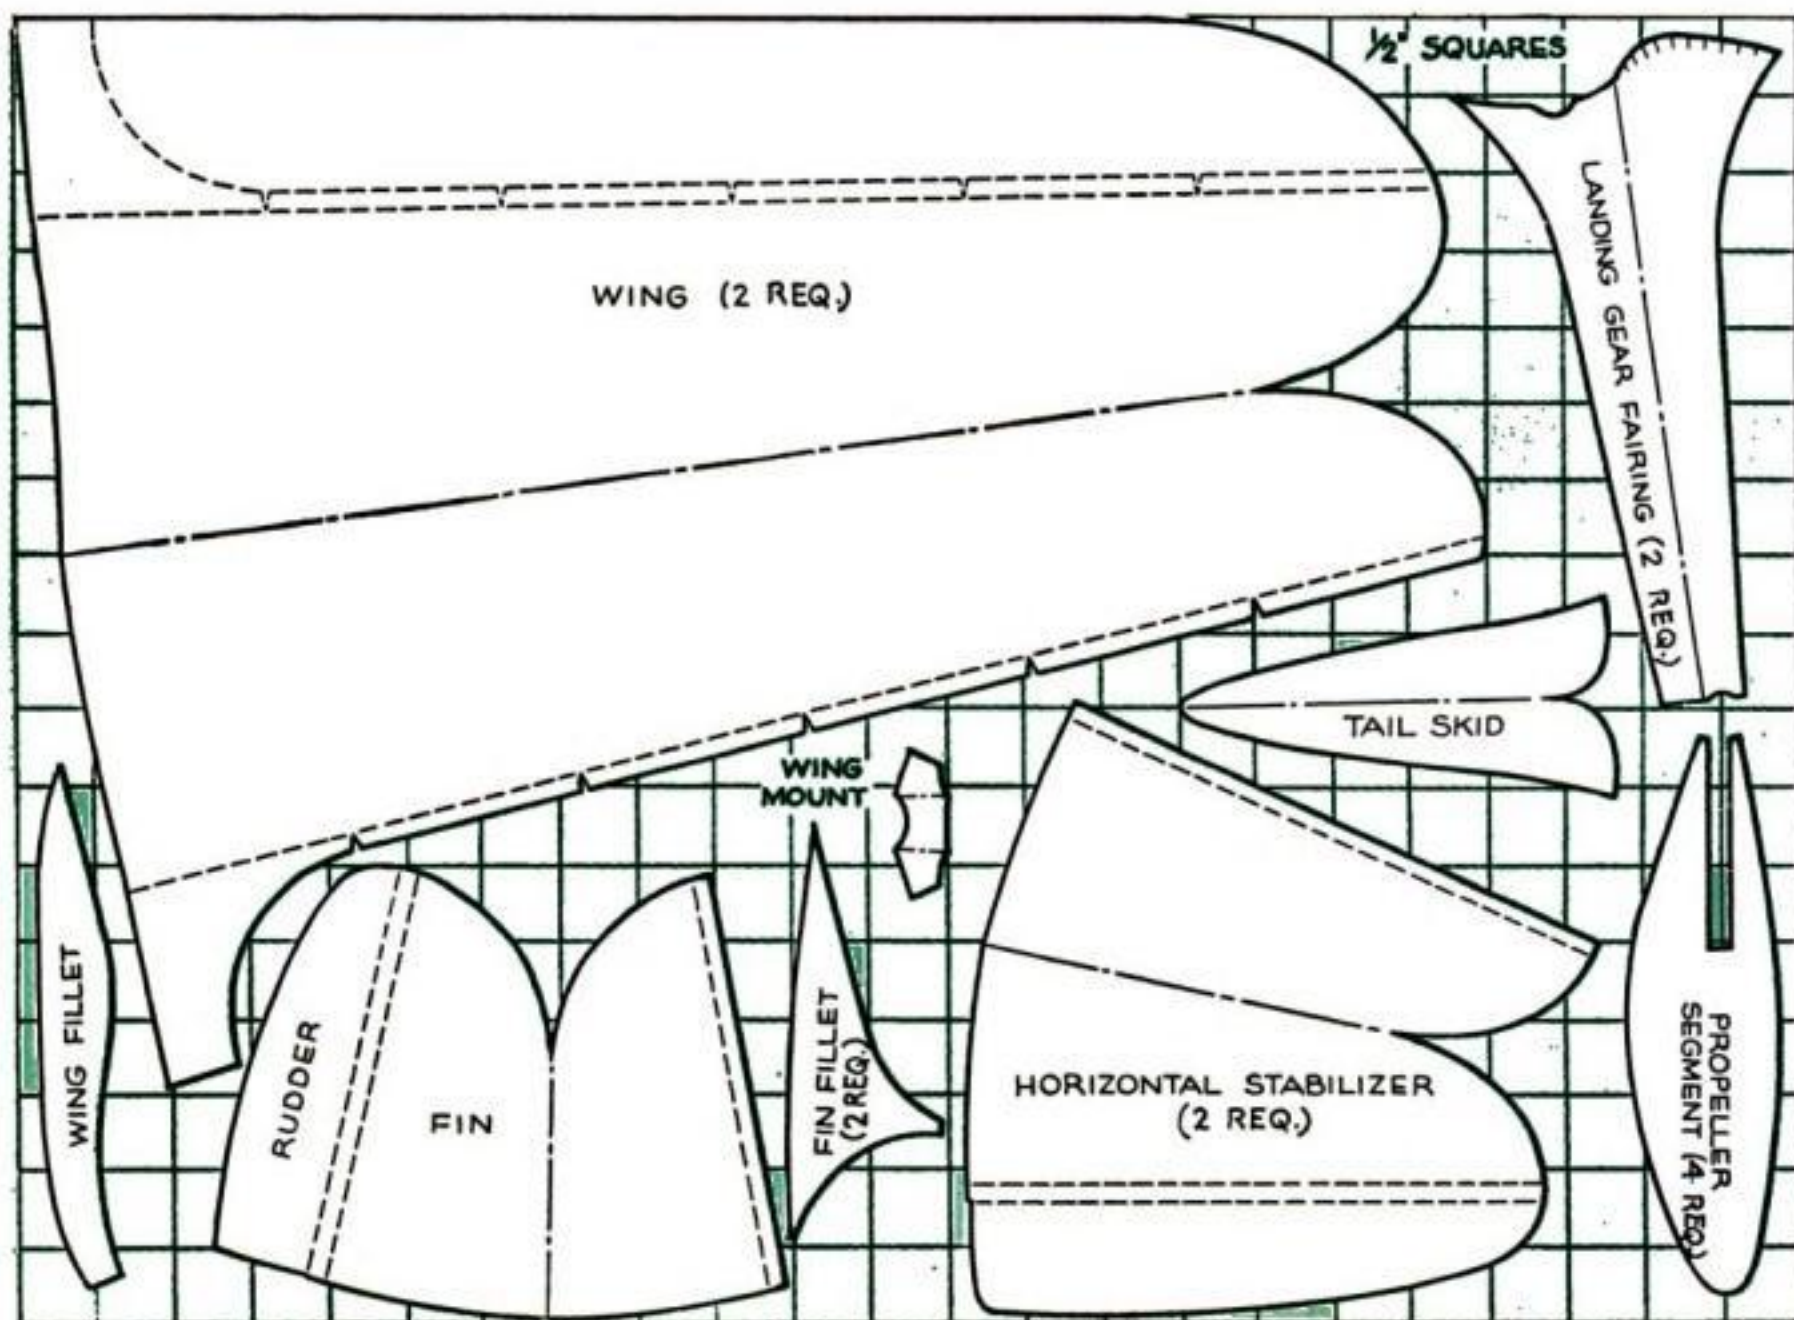 ½" SQUARES
WING (2 REQ.)
LANDING GEAR FAIRING (2 REQ.)
TAIL SKID
WING
MOUNT
WING FILLET
RUDDER
FIN
FIN FILLET
(2 REQ.)
HORIZONTAL STABILIZER
(2 REQ.)
PROPELLER
SEGMENT (4 REQ.)